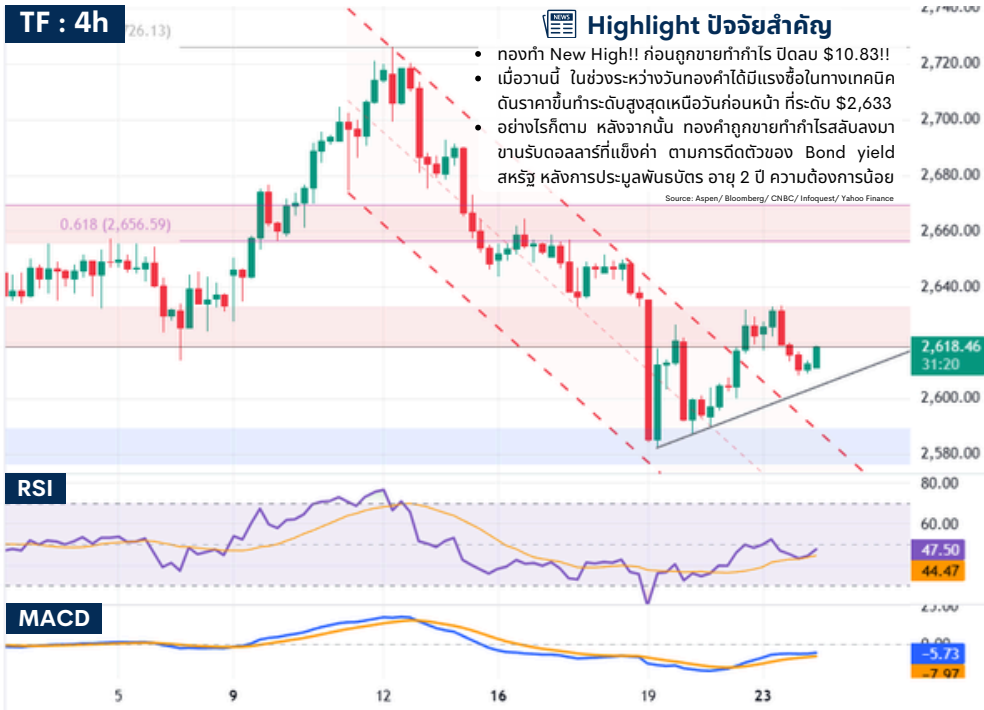 TF : 4h
726.13)
NEWS
Highlight ปัจจัยสำคัญ
• ทองทำ New High!! ก่อนถูกขายทำกำไร ปิดลบ $10.83!!
• เมื่อวานนี้ ในช่วงระหว่างวันทองคำได้มีแรงซื้อในทางเทคนิค
ดันราคาขึ้นทำระดับสูงสุดเหนือวันก่อนหน้า ที่ระดับ $2,633
• อย่างไรก็ตาม หลังจากนั้น ทองคำถูกขายทำกำไรสลับลงมา
ขานรับดอลลาร์ที่แข็งค่า ตามการดีดตัวของ Bond yield
สหรัฐ หลังการประมูลพันธบัตร อายุ 2 ปี ความต้องการน้อย
Source: Aspen/ Bloomberg/ CNBC/ Infoquest/ Yahoo Finance
2,740.00
2,720.00
2,700.00
2,680.00
2,660.00
0.618 (2,656.59)
2,640.00
2,618.46
31:20
2,600.00
2,580.00
RSI
80.00
60.00
47.50
44.47
MACD
25.00
0.00
−5.73
−7.97
5
9
12
16
19
23